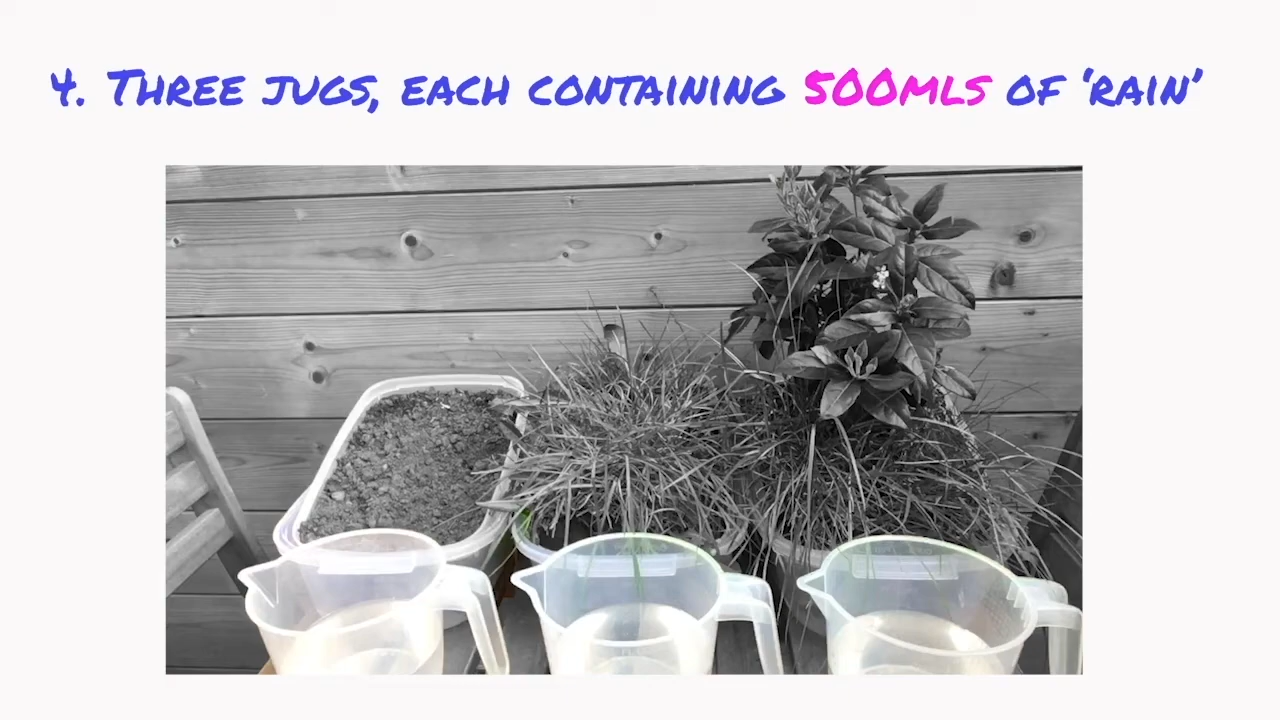 4. Three jugs, each containing 500mls of ‘rain’